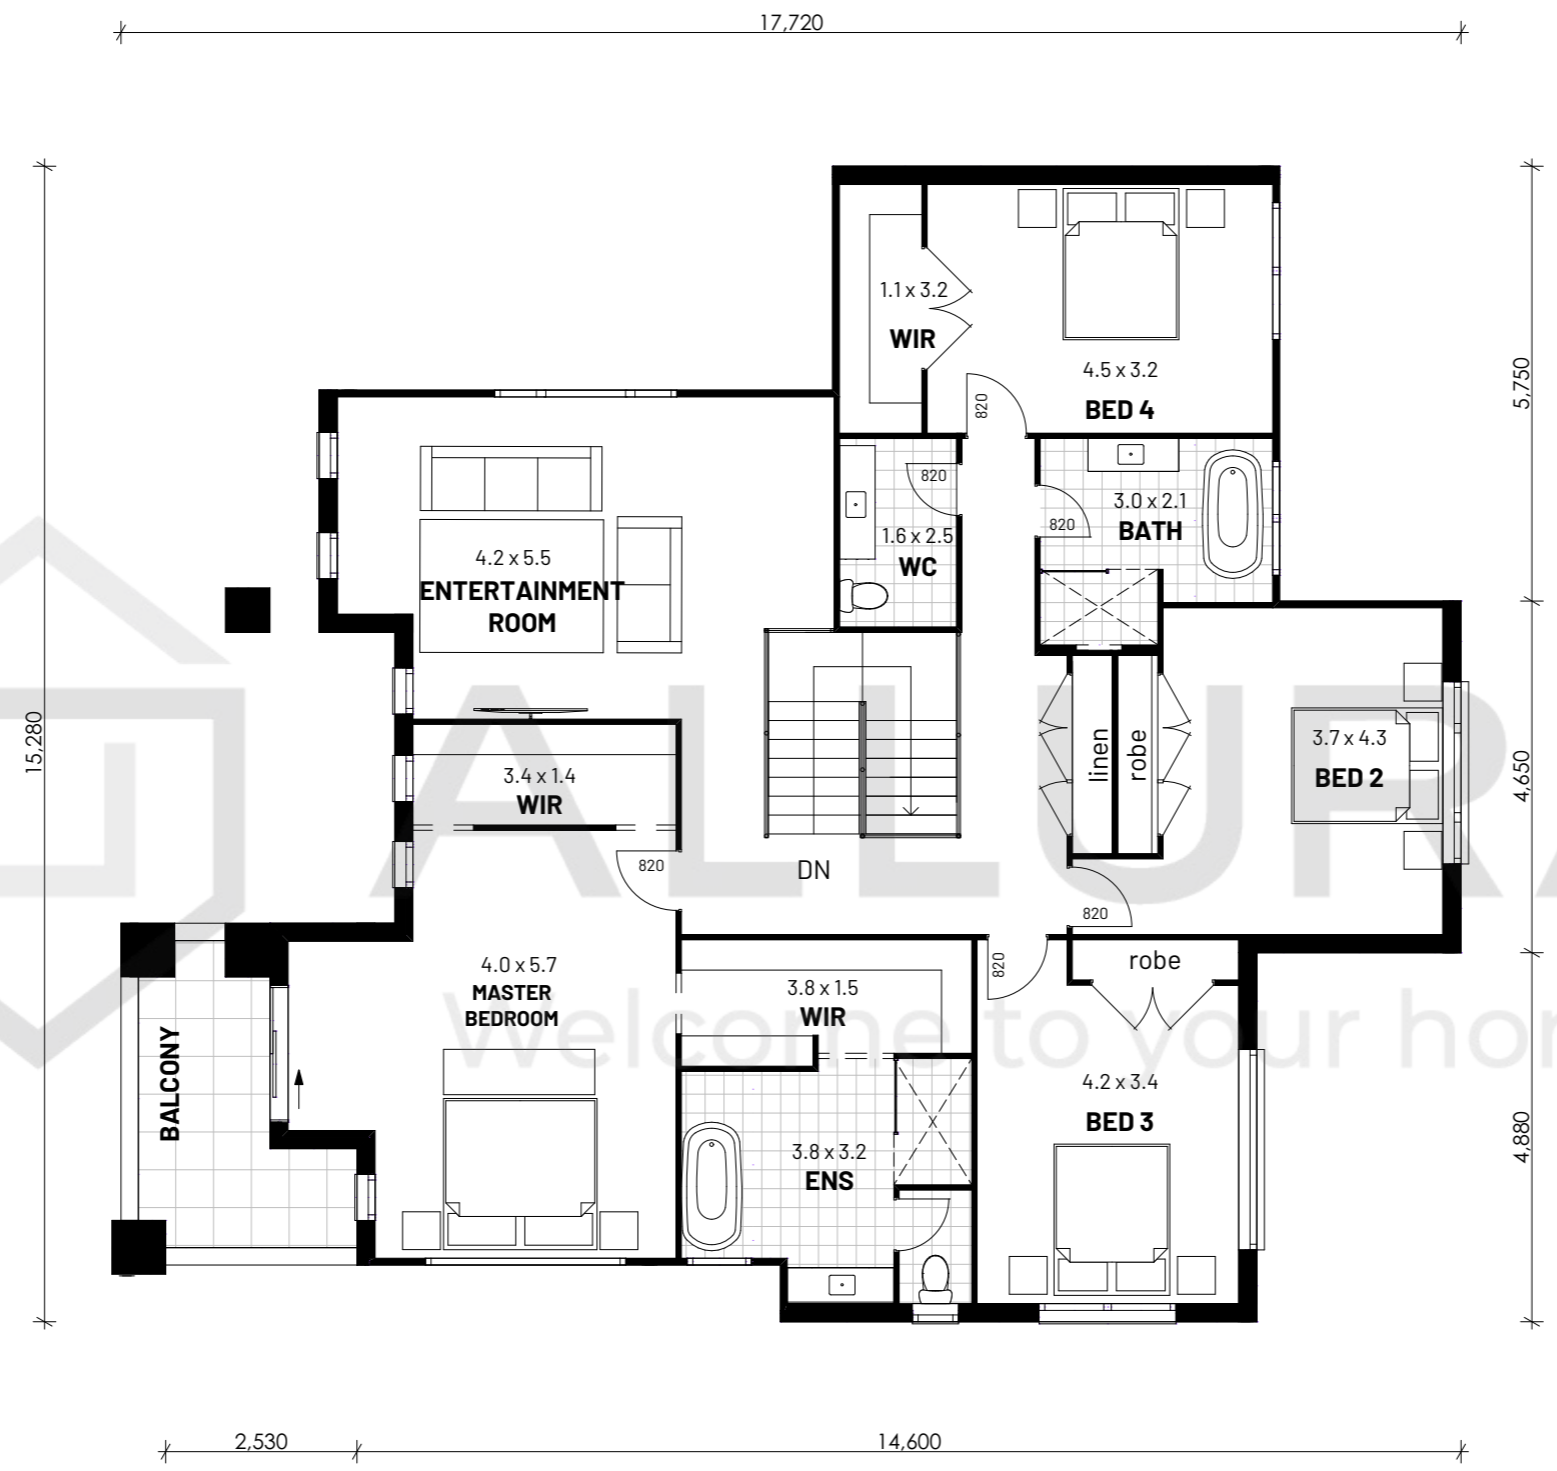 17,720
1.1 x 3.2
WIR
4.5 x 3.2
BED 4
820
5,750
820
1.6 x 2.5
WC
3.0 x 2.1
BATH
820
4.2 x 5.5
ENTERTAINMENT
ROOM
15,280
ALLURA
3.4 x 1.4
WIR
820
DN
linen
robe
3.7 x 4.3
BED 2
4,650
820
4.0 x 5.7
MASTER
BEDROOM
3.8 x 1.5
WIR
820
robe
Welcome to your
BALCONY
4.2 x 3.4
BED 3
4,880
3.8 x 3.2
ENS
2,530
14,600